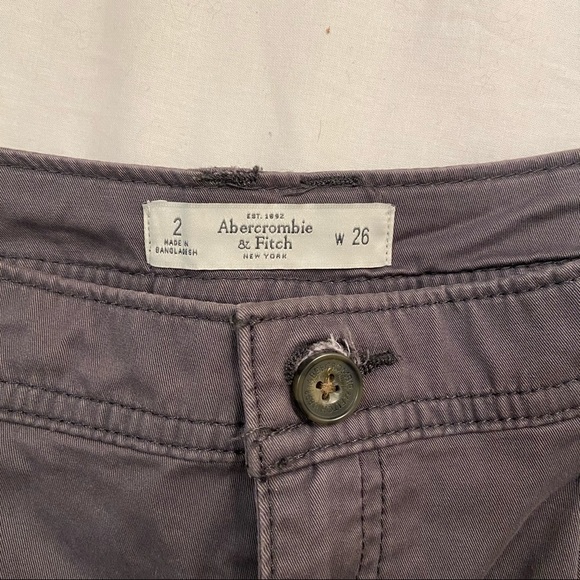 EST. 1892
Abercrombie
& Fitch
NEW YORK
2
MADE IN
BANGLADESH
W 26